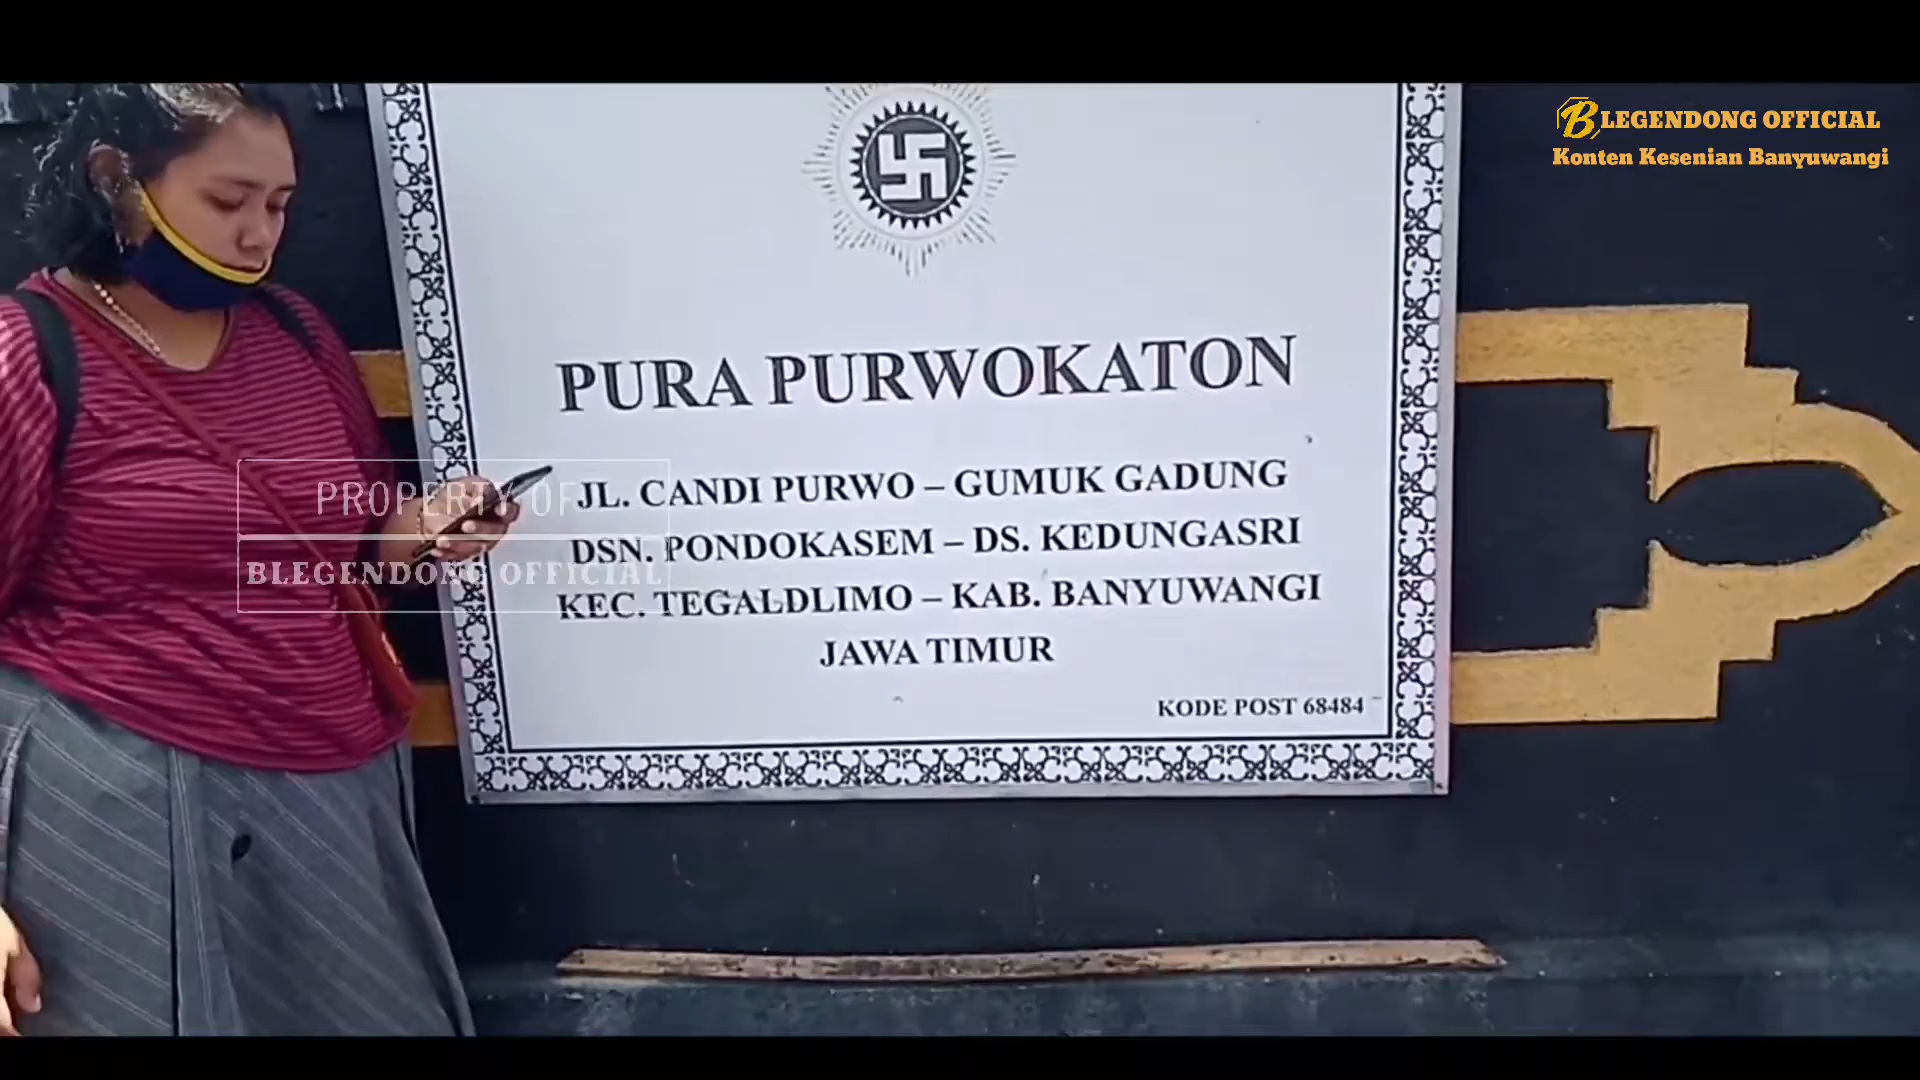 BLEGENDONG OFFICIAL
Konten Kesenian Banyuwangi
PURA PURWOKATON
JL. CANDI PURWO – GUMUK GADUNG
DSN. PONDOKASEM – DS. KEDUNGASRI
KEC. TEGALDLIMO – KAB. BANYUWANGI
JAWA TIMUR
KODE POST 68484
PROPERTY OF
BLEGENDONG OFFICIAL